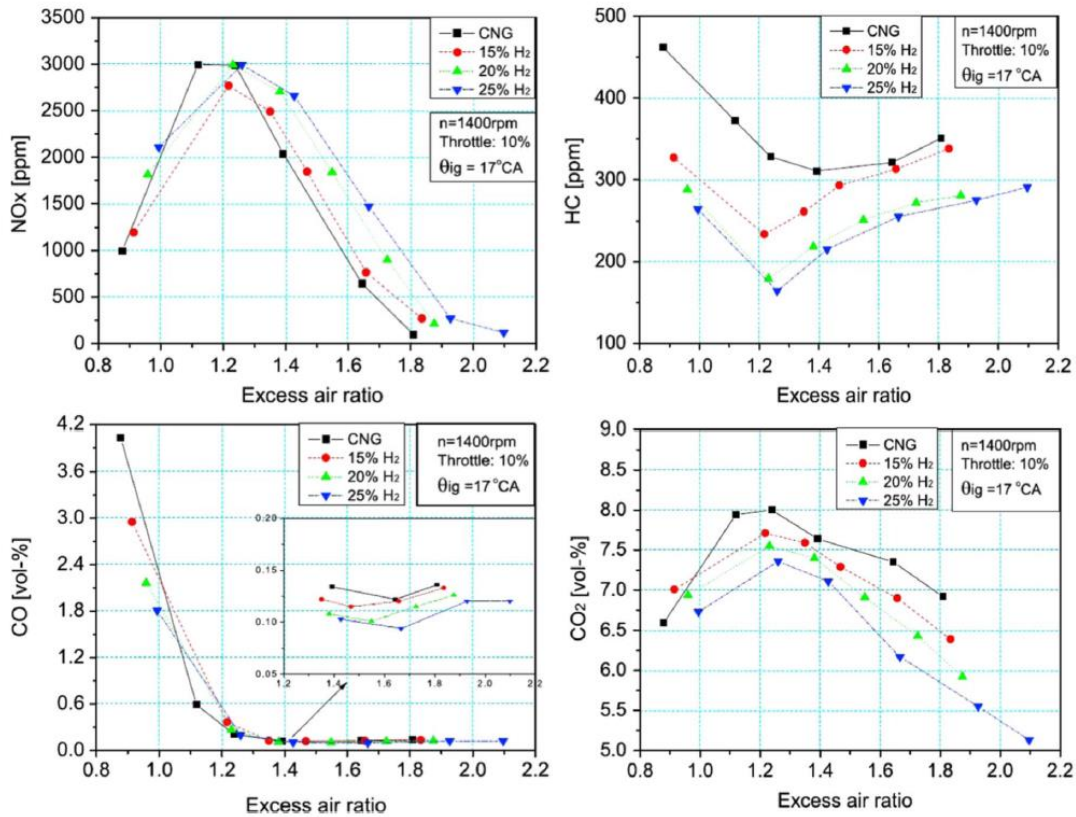 3500
3000
2500
2000
1500
1000
500
0
NOx [ppm]
0.8 1.0 1.2 1.4 1.6 1.8 2.0 2.2
Excess air ratio
CNG
15% H₂
20% H₂
25% H₂
n=1400rpm
Throttle: 10%
θig = 17°CA
500
400
300
200
100
HC [ppm]
0.8 1.0 1.2 1.4 1.6 1.8 2.0 2.2
Excess air ratio
CNG
15% H₂
20% H₂
25% H₂
n=1400rpm
Throttle: 10%
θig =17°CA
4.2
3.6
3.0
2.4
1.8
1.2
0.6
0.0
CO [vol-%]
0.8 1.0 1.2 1.4 1.6 1.8 2.0 2.2
Excess air ratio
CNG
15% H₂
20% H₂
25% H₂
n=1400rpm
Throttle: 10%
θig =17°CA
0.20
0.15
0.10
0.05
1.2 1.4 1.6 1.8 2.0 2.2
9.0
8.5
8.0
7.5
7.0
6.5
6.0
5.5
5.0
CO₂ [vol-%]
0.8 1.0 1.2 1.4 1.6 1.8 2.0 2.2
Excess air ratio
CNG
15% H₂
20% H₂
25% H₂
n=1400rpm
Throttle: 10%
θig =17°CA